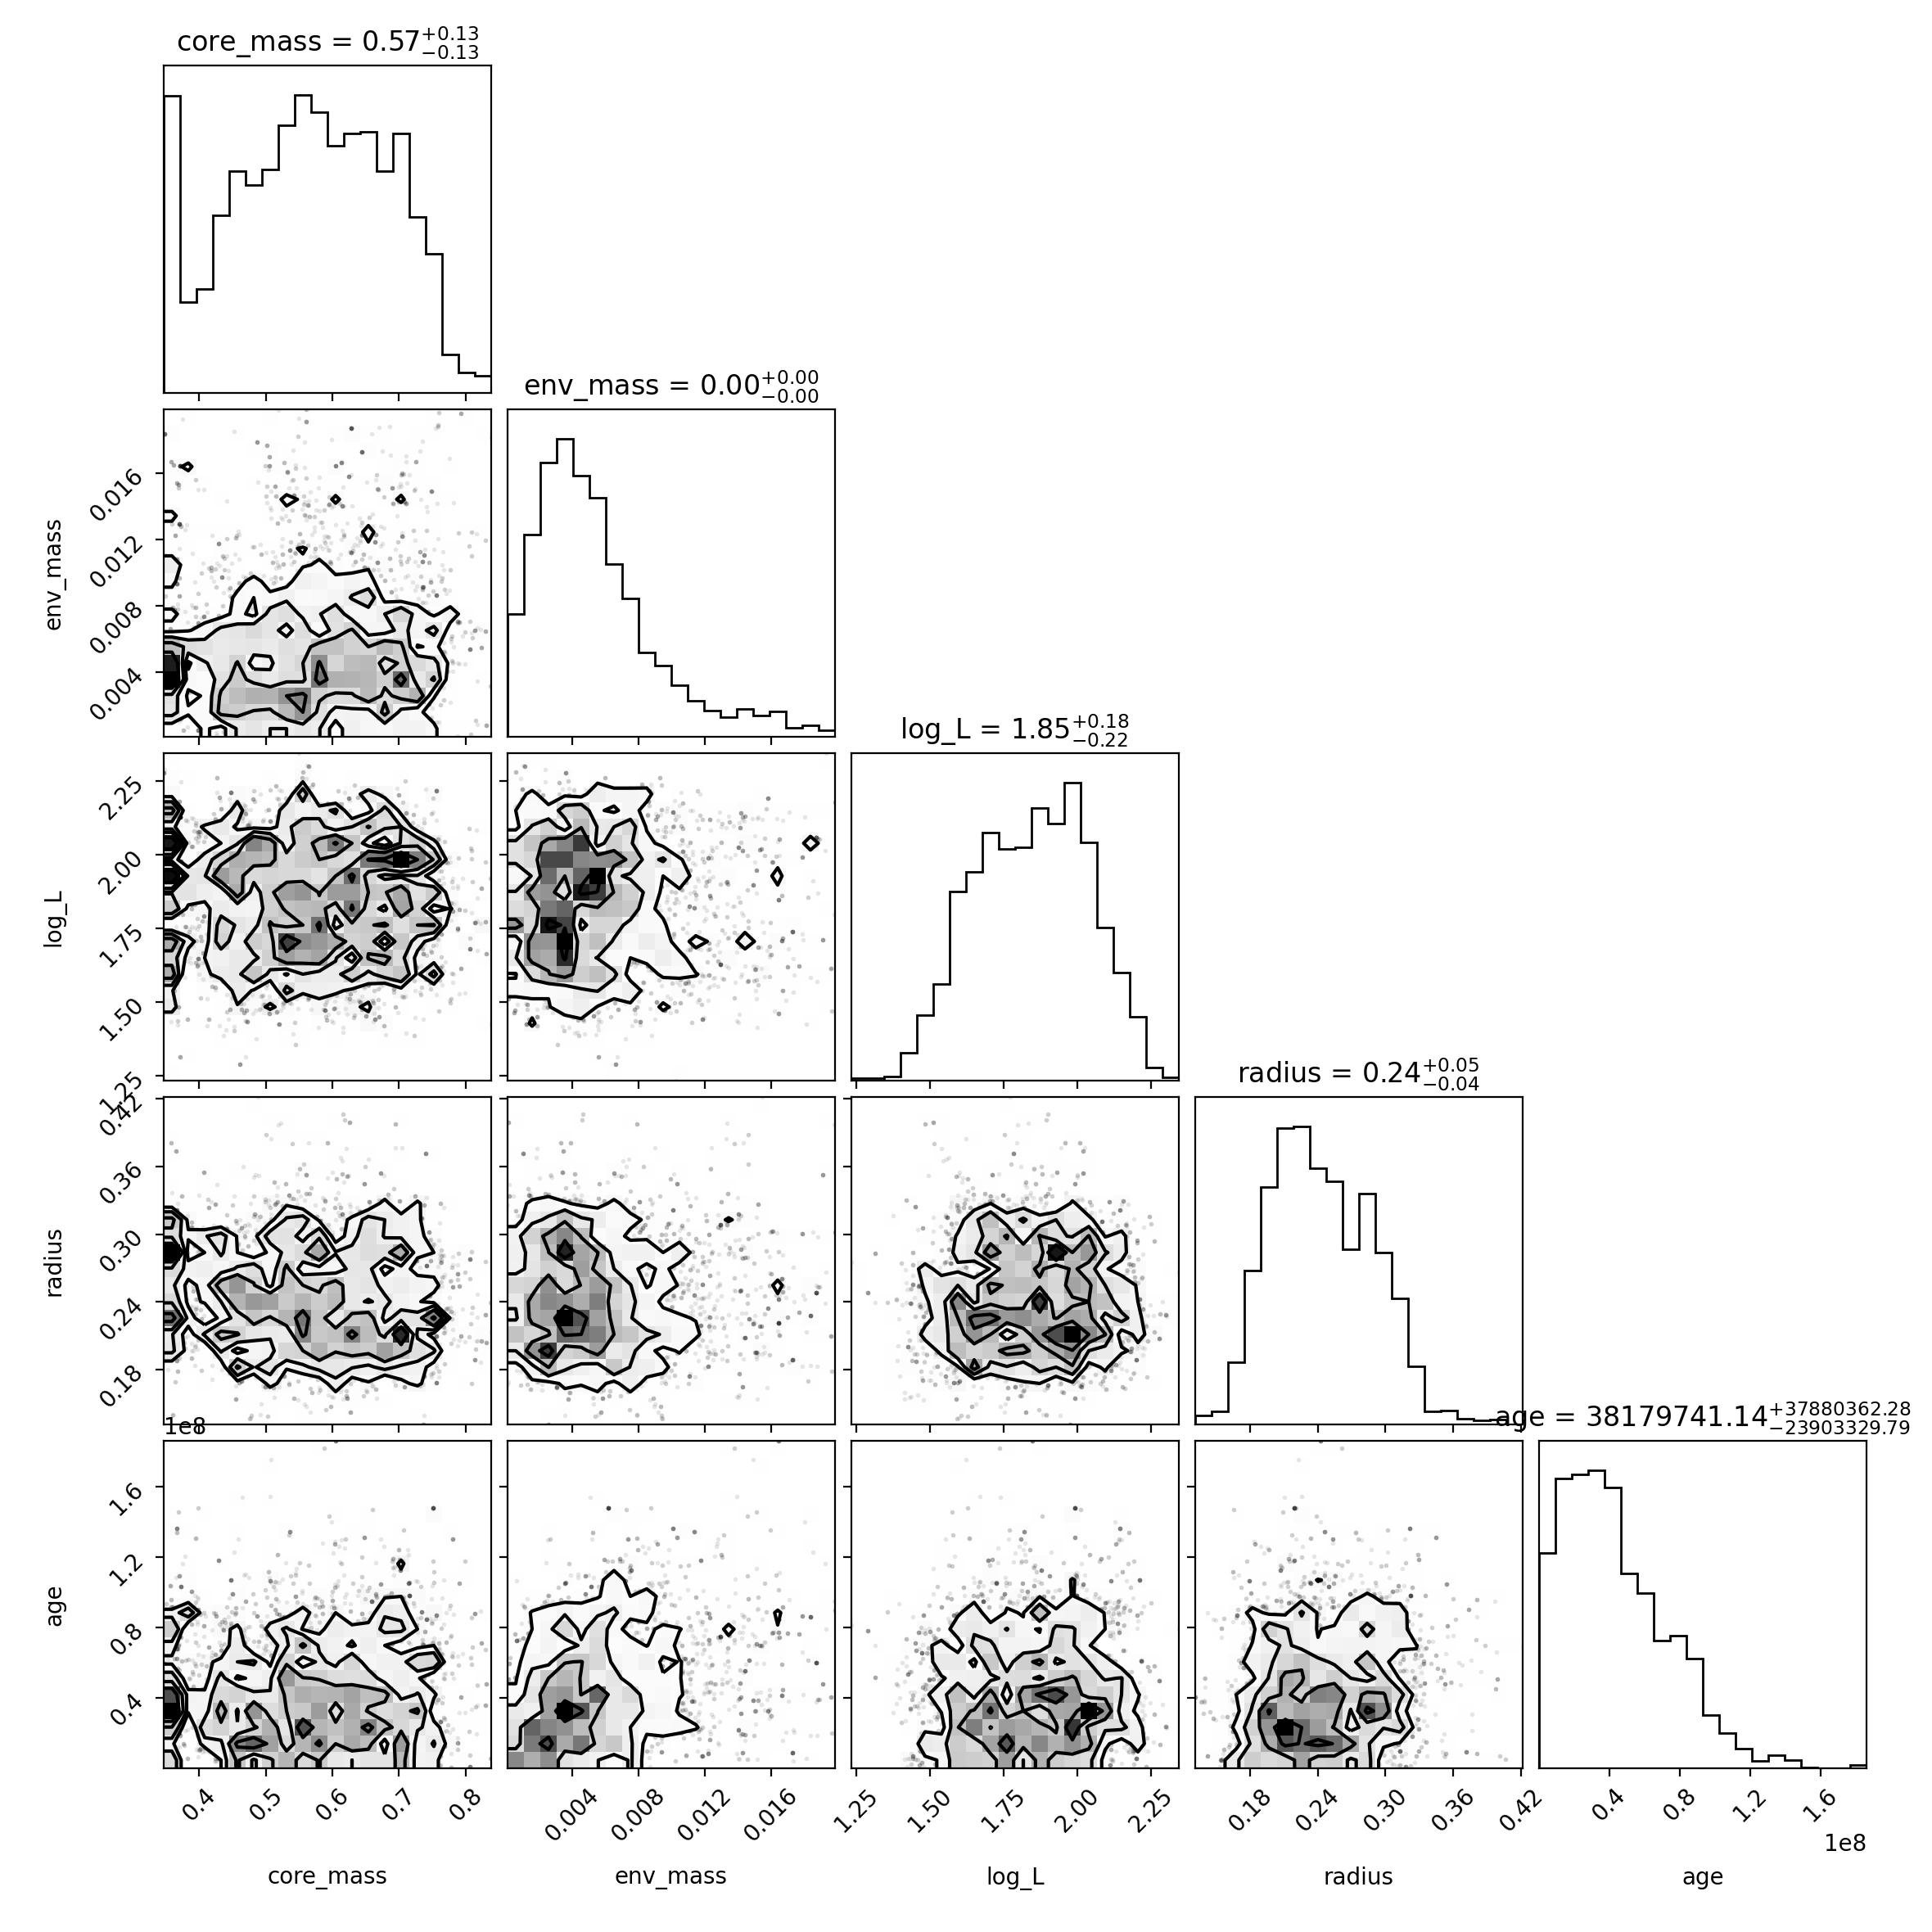 core_mass = 0.57+0.13−0.13
env_mass = 0.00+0.00−0.00
0.016
0.012
0.008
0.004
env_mass
log_L = 1.85+0.18−0.22
2.25
2.00
1.75
1.50
1.25
log_L
radius = 0.24+0.05−0.04
0.42
0.36
0.30
0.24
0.18
radius
1e8
age = 38179741.14+37880362.28−23903329.79
1.6
1.2
0.8
0.4
age
0.4 0.5 0.6 0.7 0.8
0.004 0.008 0.012 0.016
1.25 1.50 1.75 2.00 2.25
0.18 0.24 0.30 0.36 0.42
0.4 0.8 1.2 1.6
1e8
core_mass env_mass log_L radius age